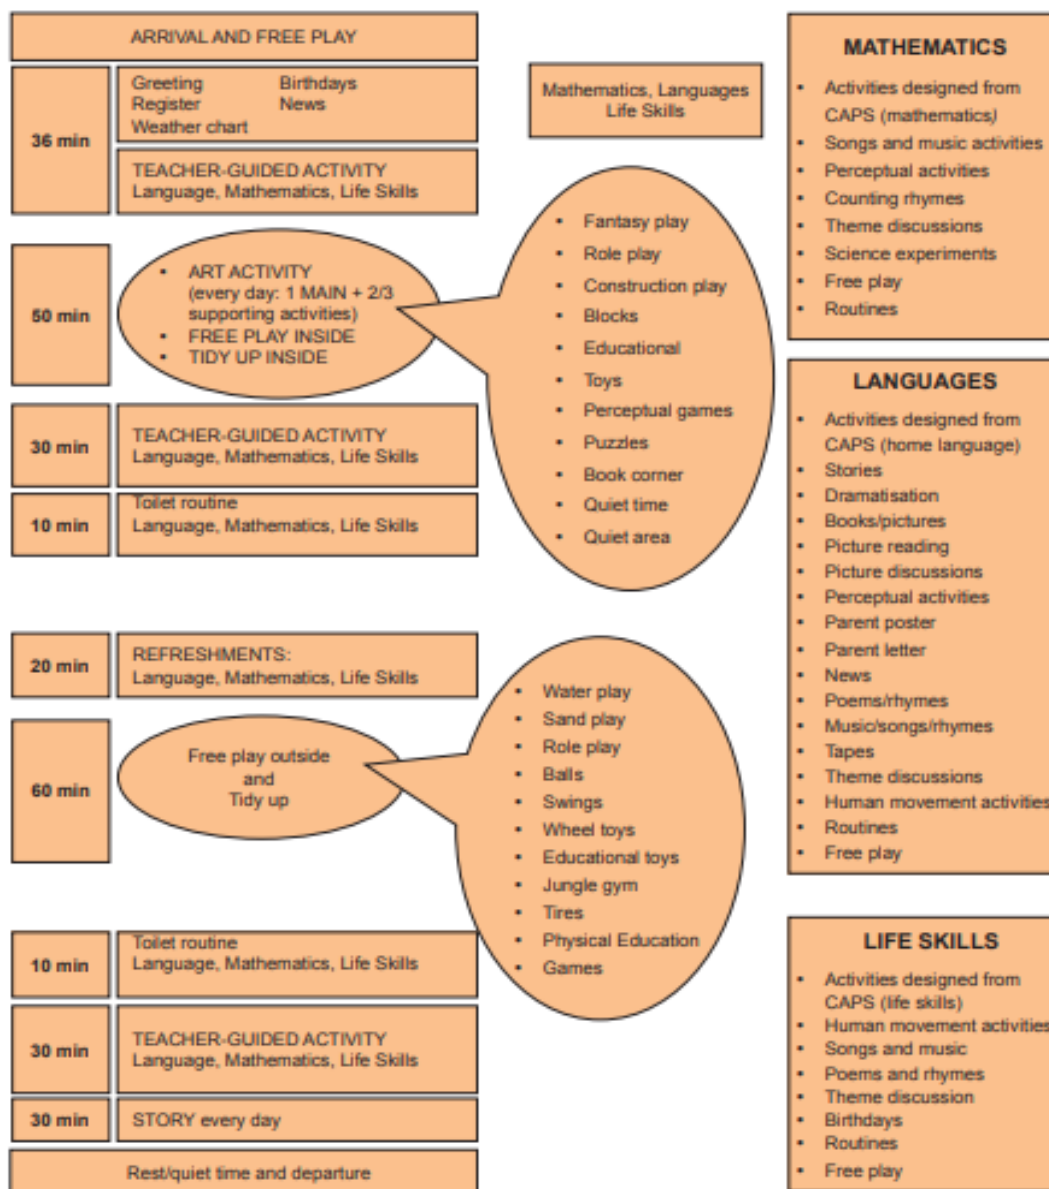 ARRIVAL AND FREE PLAY
36 min
Greeting Birthdays
Register News
Weather chart
TEACHER-GUIDED ACTIVITY
Language, Mathematics, Life Skills
50 min
• ART ACTIVITY
(every day: 1 MAIN + 2/3
supporting activities)
• FREE PLAY INSIDE
• TIDY UP INSIDE
30 min
TEACHER-GUIDED ACTIVITY
Language, Mathematics, Life Skills
10 min
Toilet routine
Language, Mathematics, Life Skills
20 min
REFRESHMENTS:
Language, Mathematics, Life Skills
60 min
Free play outside
and
Tidy up
10 min
Toilet routine
Language, Mathematics, Life Skills
30 min
TEACHER-GUIDED ACTIVITY
Language, Mathematics, Life Skills
30 min
STORY every day
Rest/quiet time and departure
Mathematics, Languages
Life Skills
• Fantasy play
• Role play
• Construction play
• Blocks
• Educational
• Toys
• Perceptual games
• Puzzles
• Book corner
• Quiet time
• Quiet area
• Water play
• Sand play
• Role play
• Balls
• Swings
• Wheel toys
• Educational toys
• Jungle gym
• Tires
• Physical Education
• Games
MATHEMATICS
• Activities designed from
CAPS (mathematics)
• Songs and music activities
• Perceptual activities
• Counting rhymes
• Theme discussions
• Science experiments
• Free play
• Routines
LANGUAGES
• Activities designed from
CAPS (home language)
• Stories
• Dramatisation
• Books/pictures
• Picture reading
• Picture discussions
• Perceptual activities
• Parent poster
• Parent letter
• News
• Poems/rhymes
• Music/songs/rhymes
• Tapes
• Theme discussions
• Human movement activities
• Routines
• Free play
LIFE SKILLS
• Activities designed from
CAPS (life skills)
• Human movement activities
• Songs and music
• Poems and rhymes
• Theme discussion
• Birthdays
• Routines
• Free play